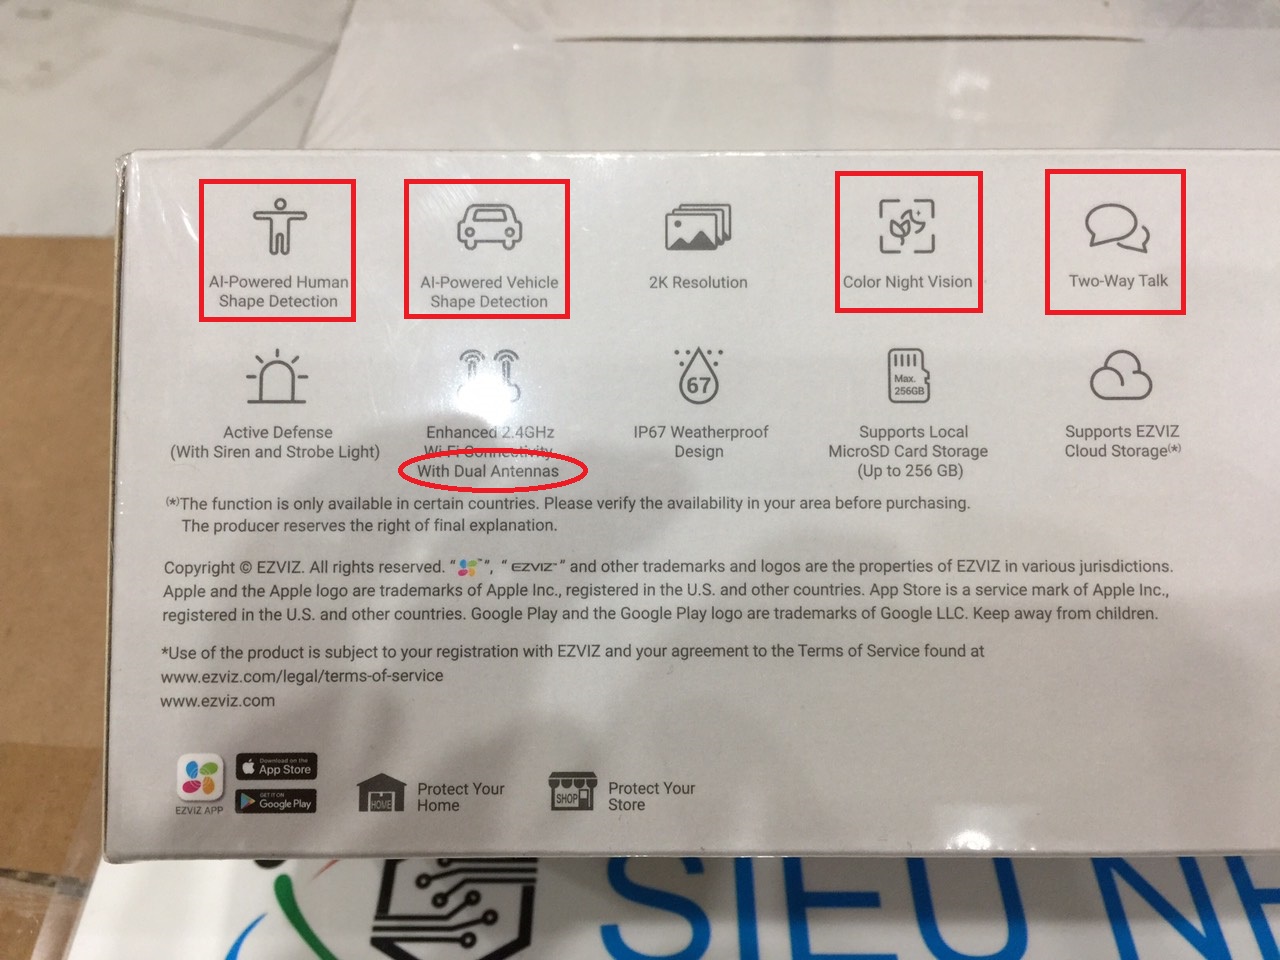 AI-Powered Human
Shape Detection
AI-Powered Vehicle
Shape Detection
2K Resolution
Color Night Vision
Two-Way Talk
67
Max.
256GB
Active Defense
(With Siren and Strobe Light)
Enhanced 2.4GHz
Wi-Fi Connectivity
With Dual Antennas
IP67 Weatherproof
Design
Supports Local
MicroSD Card Storage
(Up to 256 GB)
Supports EZVIZ
Cloud Storage(*)
(*)The function is only available in certain countries. Please verify the availability in your area before purchasing.
The producer reserves the right of final explanation.
Copyright © EZVIZ. All rights reserved. “ ™”, “ EZVIZ™” and other trademarks and logos are the properties of EZVIZ in various jurisdictions.
Apple and the Apple logo are trademarks of Apple Inc., registered in the U.S. and other countries. App Store is a service mark of Apple Inc.,
registered in the U.S. and other countries. Google Play and the Google Play logo are trademarks of Google LLC. Keep away from children.
*Use of the product is subject to your registration with EZVIZ and your agreement to the Terms of Service found at
www.ezviz.com/legal/terms-of-service
www.ezviz.com
EZVIZ APP
Download on the
App Store
GET IT ON
Google Play
HOME
Protect Your
Home
SHOP
Protect Your
Store
SIEU